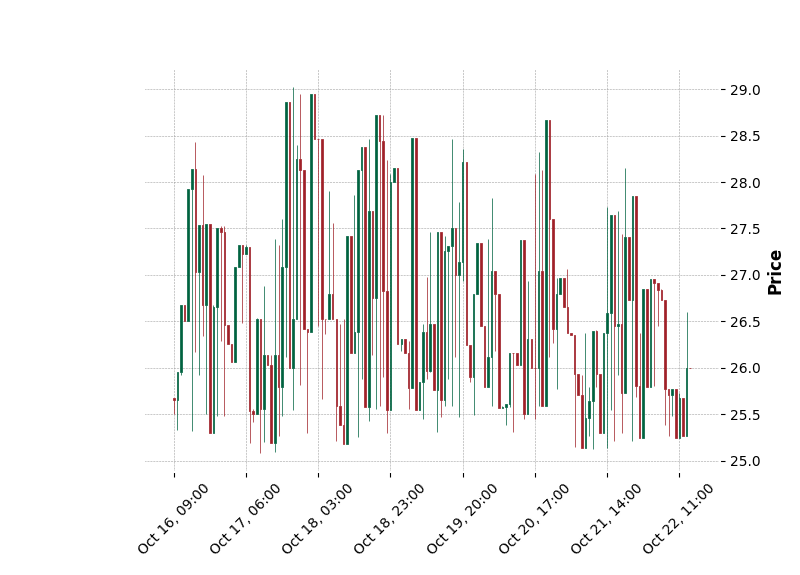 29.0
28.5
28.0
27.5
27.0
26.5
26.0
25.5
25.0
Price
Oct 16, 09:00
Oct 17, 06:00
Oct 18, 03:00
Oct 18, 23:00
Oct 19, 20:00
Oct 20, 17:00
Oct 21, 14:00
Oct 22, 11:00